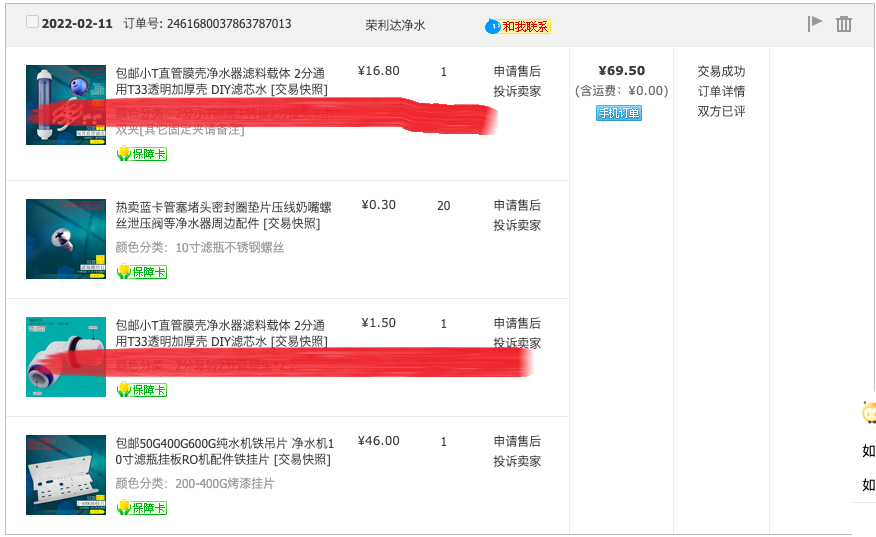 2022-02-11 订单号: 2461680037863787013 荣利达净水 和我联系
包邮小T直管膜壳净水器滤料载体 2分通 ¥16.80 1 申请售后 ¥69.50 交易成功
用T33透明加厚壳 DIY滤芯水 [交易快照] 投诉卖家 (含运费: ¥0.00) 订单详情
手机订单 双方已评
双夹[其它固定夹请备注]
保障卡
热卖蓝卡管塞堵头密封圈垫片压线奶嘴螺 ¥0.30 20 申请售后
丝泄压阀等净水器周边配件 [交易快照] 投诉卖家
颜色分类: 10寸滤瓶不锈钢螺丝
保障卡
包邮小T直管膜壳净水器滤料载体 2分通 ¥1.50 1 申请售后
用T33透明加厚壳 DIY滤芯水 [交易快照] 投诉卖家
保障卡
包邮50G400G600G纯水机铁吊片 净水机1 ¥46.00 1 申请售后
0寸滤瓶挂板RO机配件铁挂片 [交易快照] 投诉卖家
颜色分类: 200-400G烤漆挂片
保障卡
如
如